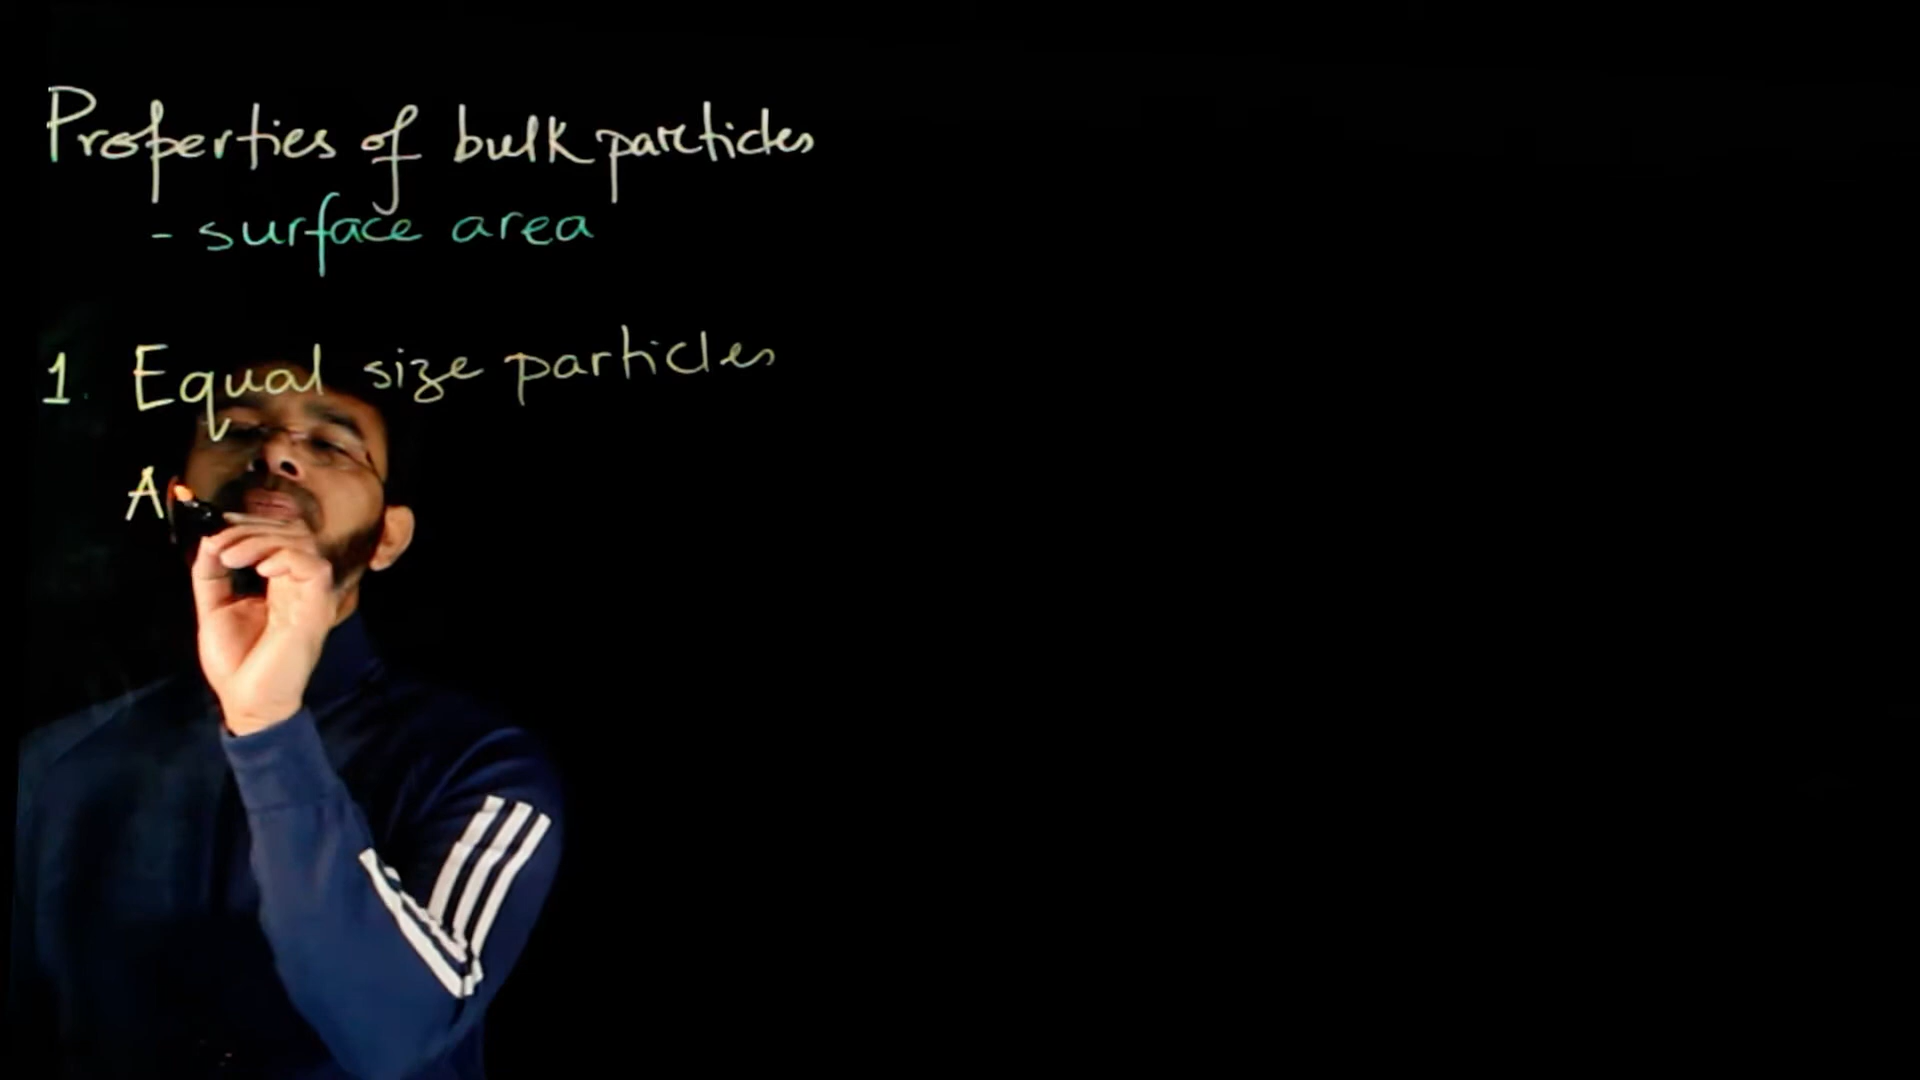 Properties of bulk particles
- surface area
1. Equal size particles
A